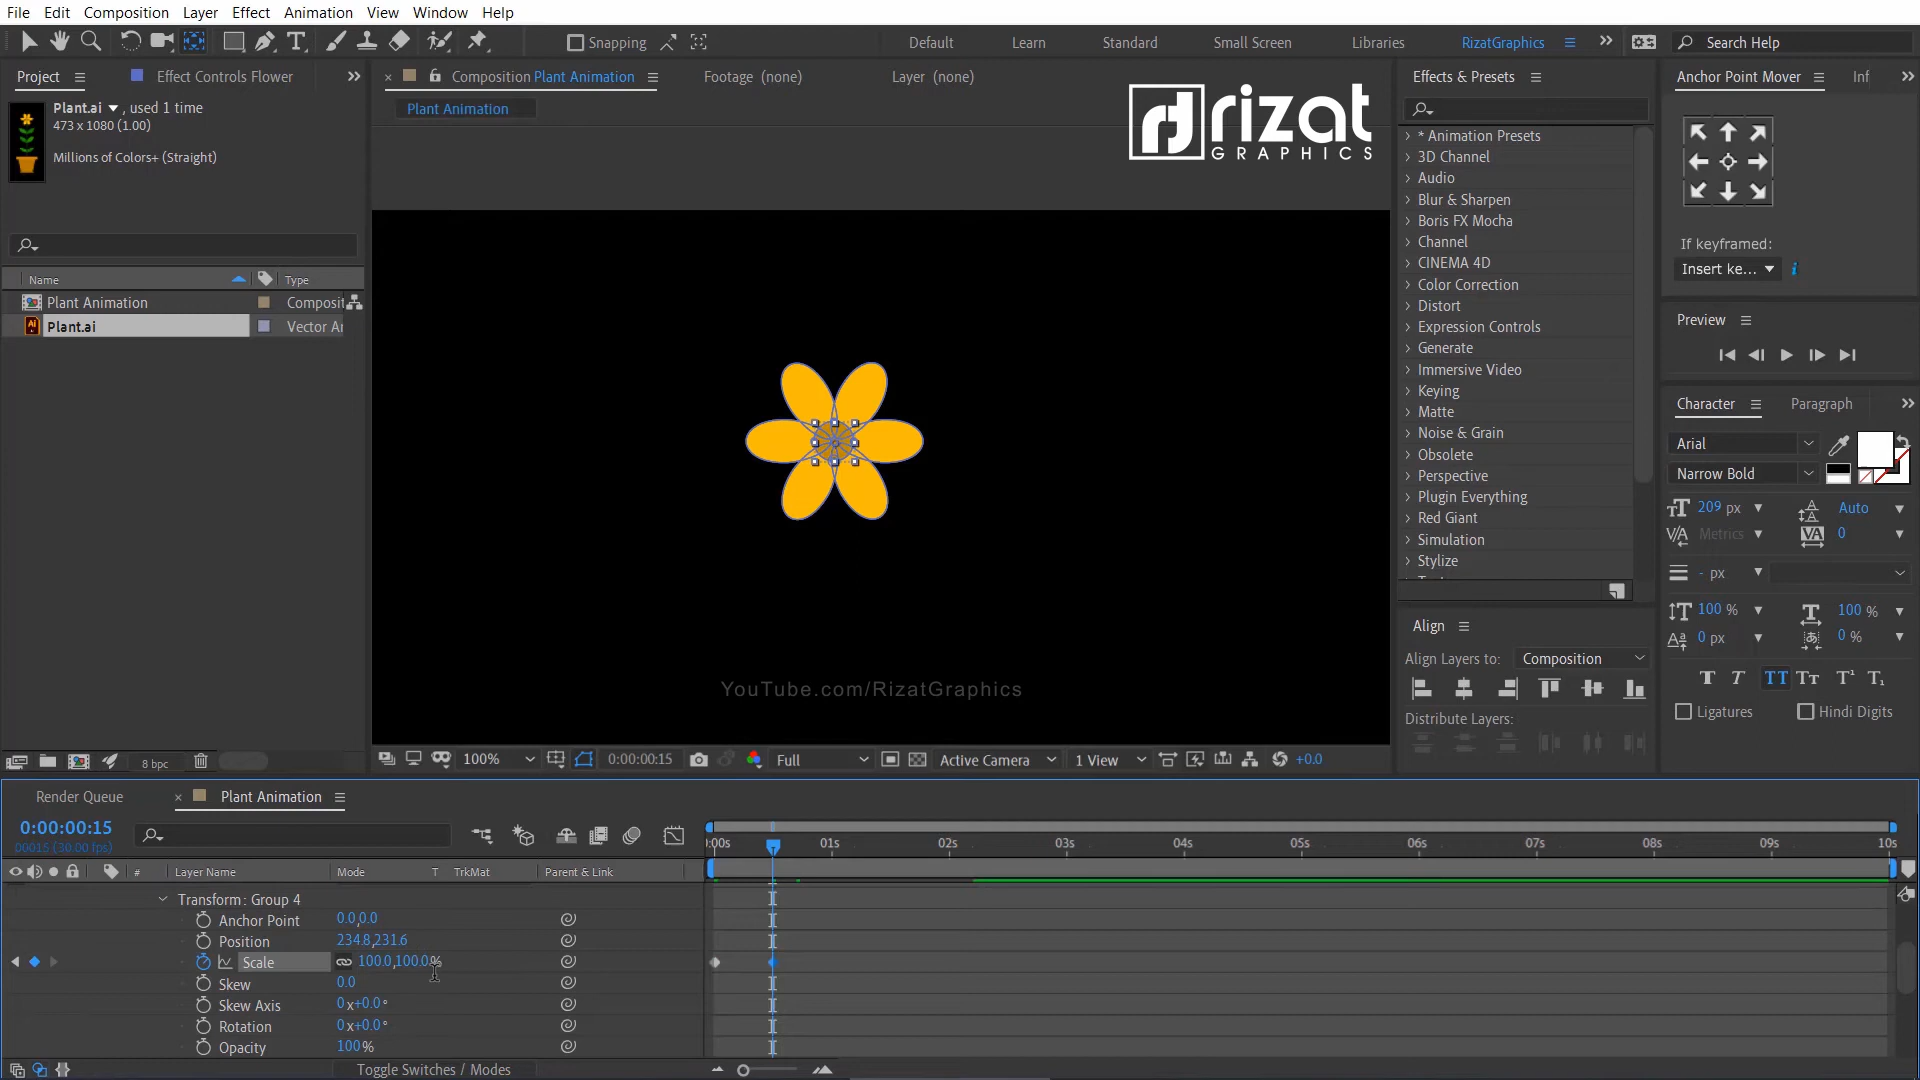 File Edit Composition Layer Effect Animation View Window Help
Snapping Default Learn Standard Small Screen Libraries RizatGraphics Search Help
Project Effect Controls Flower
Plant.ai , used 1 time
473 x 1080 (1.00)
Millions of Colors+ (Straight)
Name Type
Plant Animation Composit
Plant.ai Vector Ar
8 bpc
Composition Plant Animation Footage (none) Layer (none)
Plant Animation
rizat
GRAPHICS
YouTube.com/RizatGraphics
100% 0:00:00:15 Full Active Camera 1 View +0.0
Effects & Presets
* Animation Presets
3D Channel
Audio
Blur & Sharpen
Boris FX Mocha
Channel
CINEMA 4D
Color Correction
Distort
Expression Controls
Generate
Immersive Video
Keying
Matte
Noise & Grain
Obsolete
Perspective
Plugin Everything
Red Giant
Simulation
Stylize
Align
Align Layers to: Composition
Distribute Layers:
Anchor Point Mover Inf
If keyframed:
Insert ke...
Preview
Character Paragraph
Arial
Narrow Bold
209 px Auto
Metrics 0
- px
100 % 100 %
0 px 0 %
Ligatures Hindi Digits
Render Queue Plant Animation
0:00:00:15
00015 (30.00 fps)
:00s 01s 02s 03s 04s 05s 06s 07s 08s 09s 10s
# Layer Name Mode T TrkMat Parent & Link
Transform: Group 4
Anchor Point 0.0,0.0
Position 234.8,231.6
Scale 100.0,100.0%
Skew 0.0
Skew Axis 0x+0.0°
Rotation 0x+0.0°
Opacity 100%
Toggle Switches / Modes